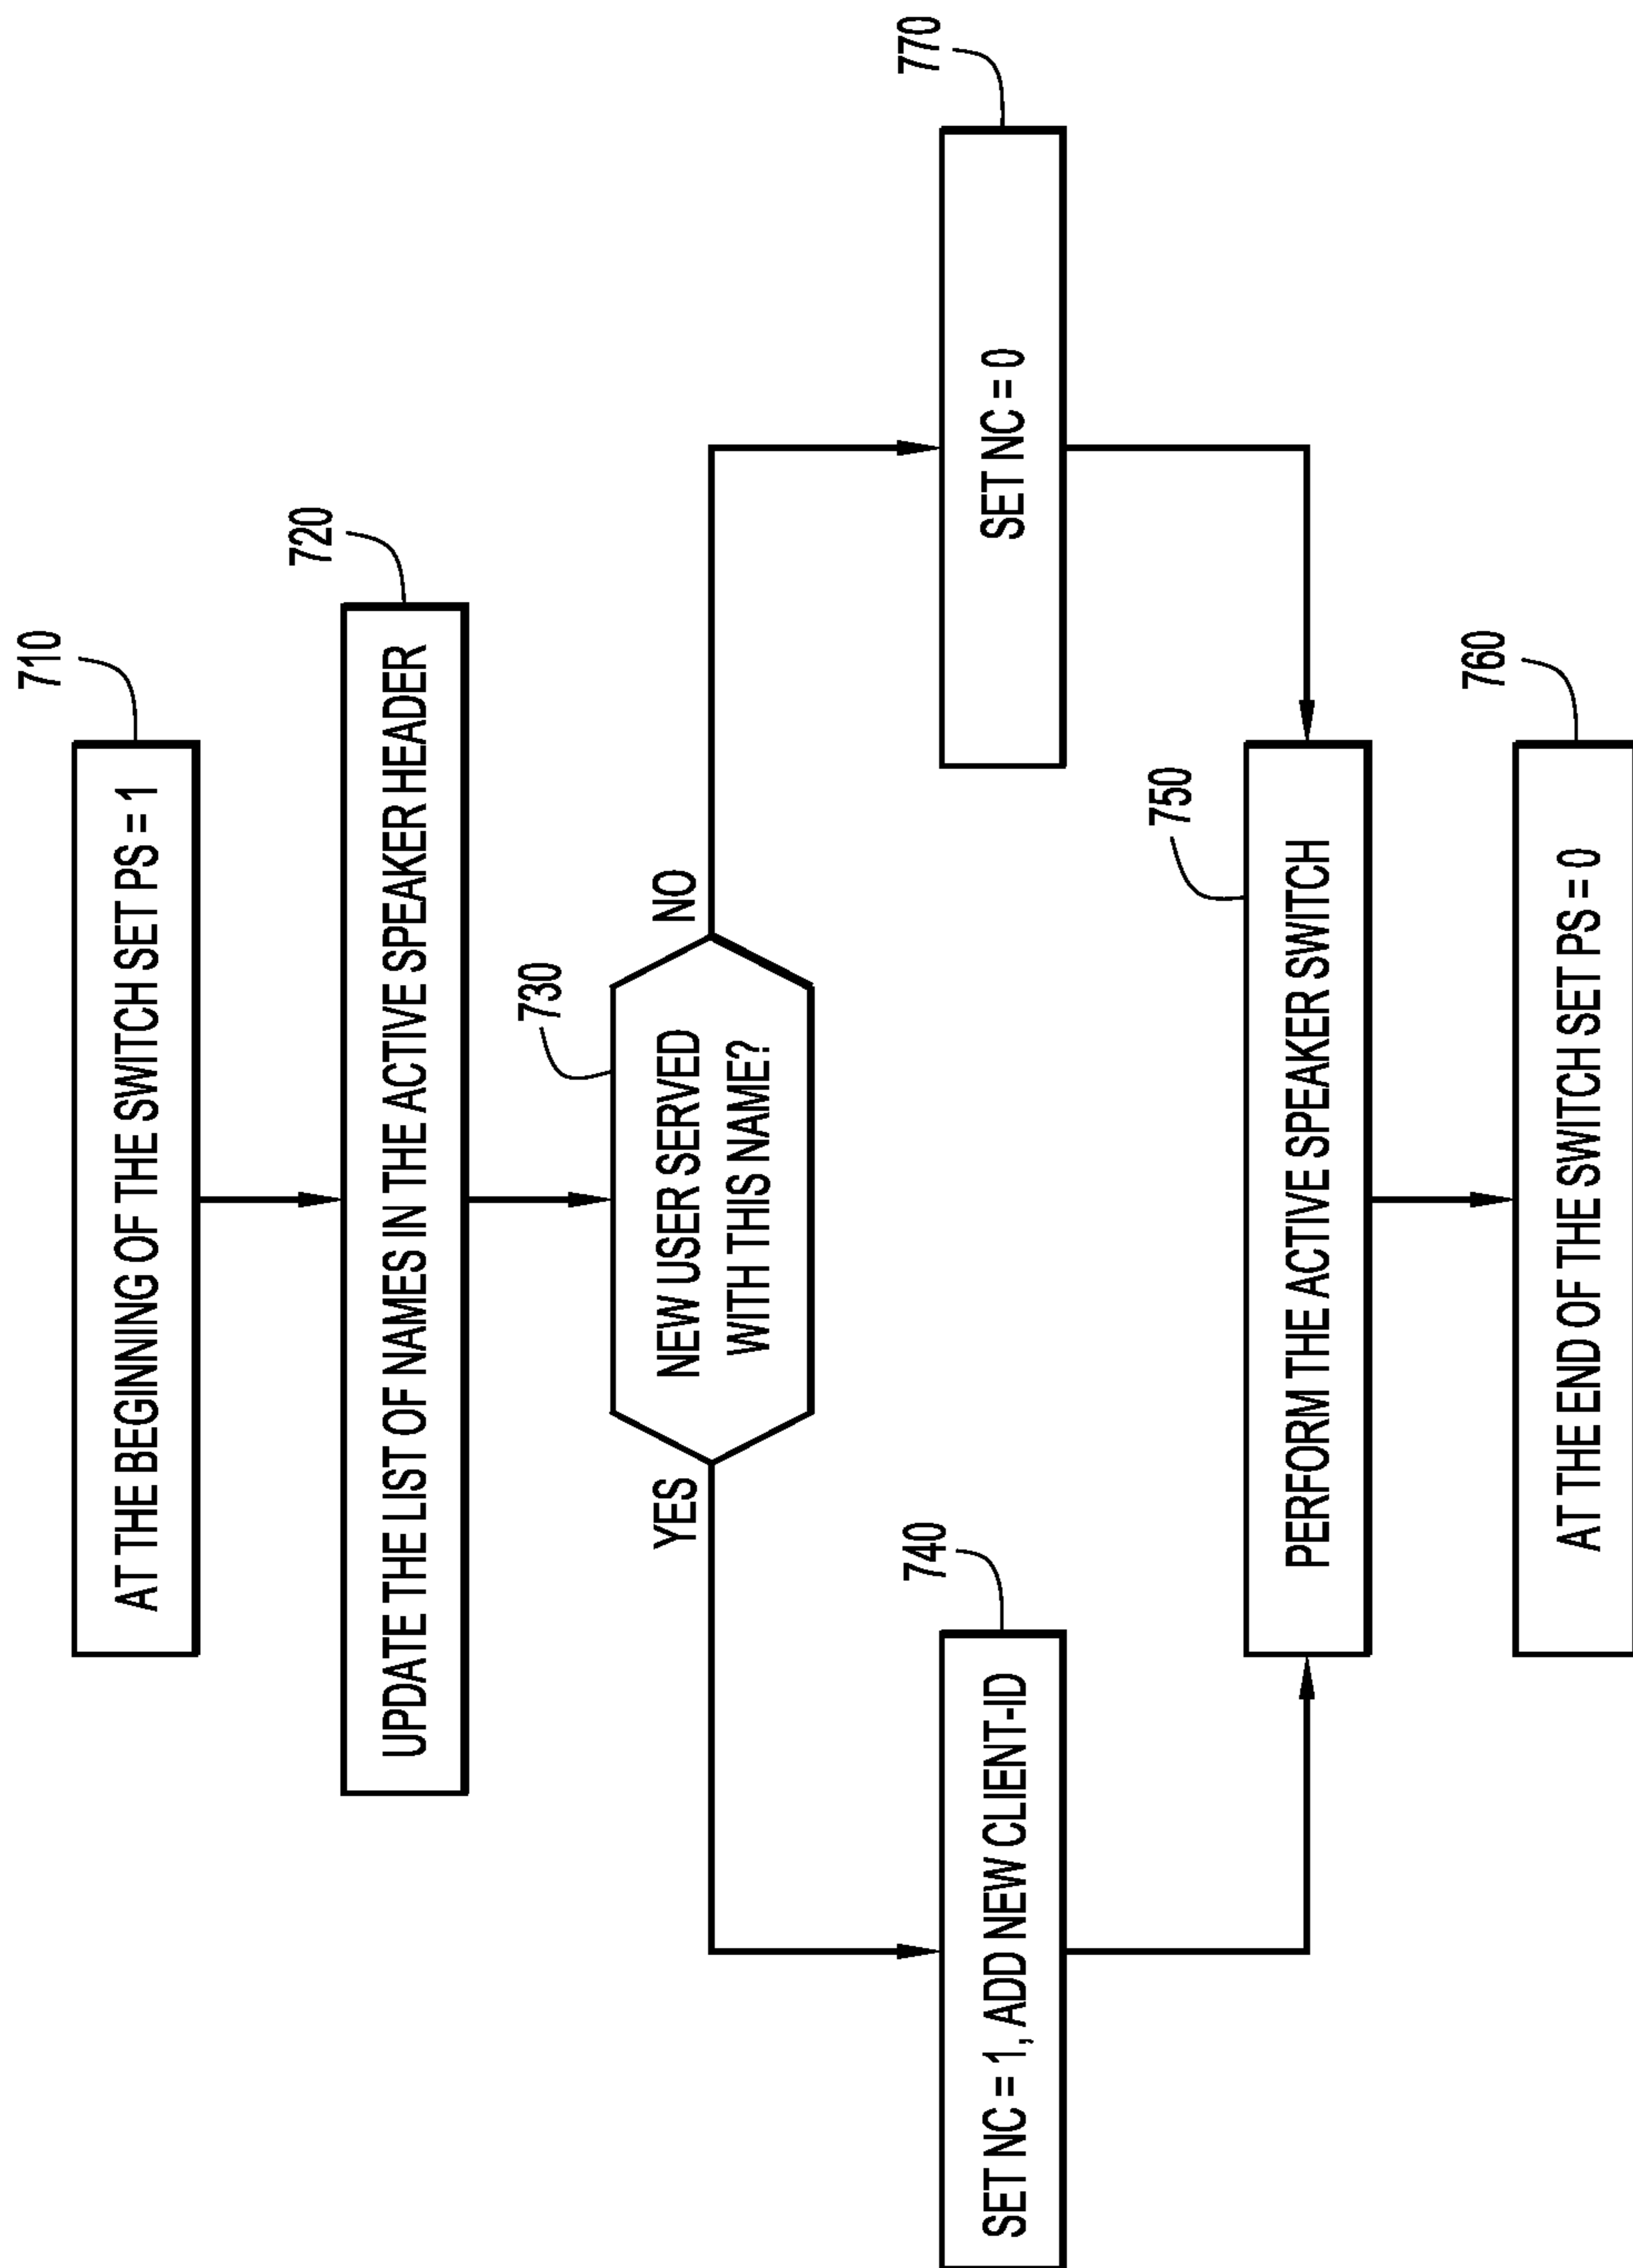 710
AT THE BEGINNING OF THE SWITCH SET PS = 1
720
UPDATE THE LIST OF NAMES IN THE ACTIVE SPEAKER HEADER
730
NEW USER SERVED
WITH THIS NAME?
YES
NO
740
SET NC = 1, ADD NEW CLIENT-ID
770
SET NC = 0
750
PERFORM THE ACTIVE SPEAKER SWITCH
760
AT THE END OF THE SWITCH SET PS = 0